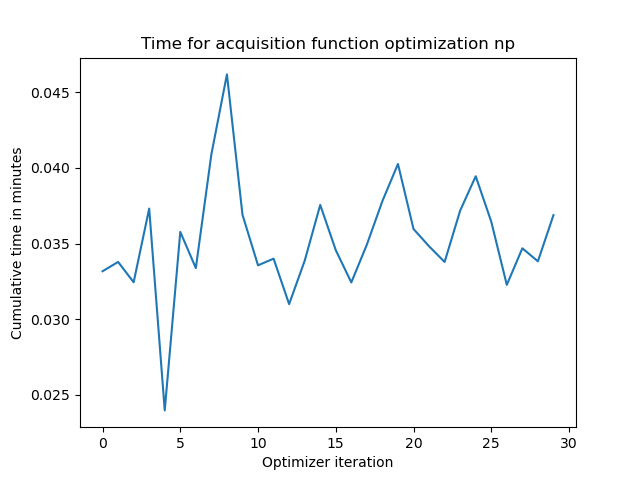 Time for acquisition function optimization np
Cumulative time in minutes
0.045
0.040
0.035
0.030
0.025
0 5 10 15 20 25 30
Optimizer iteration